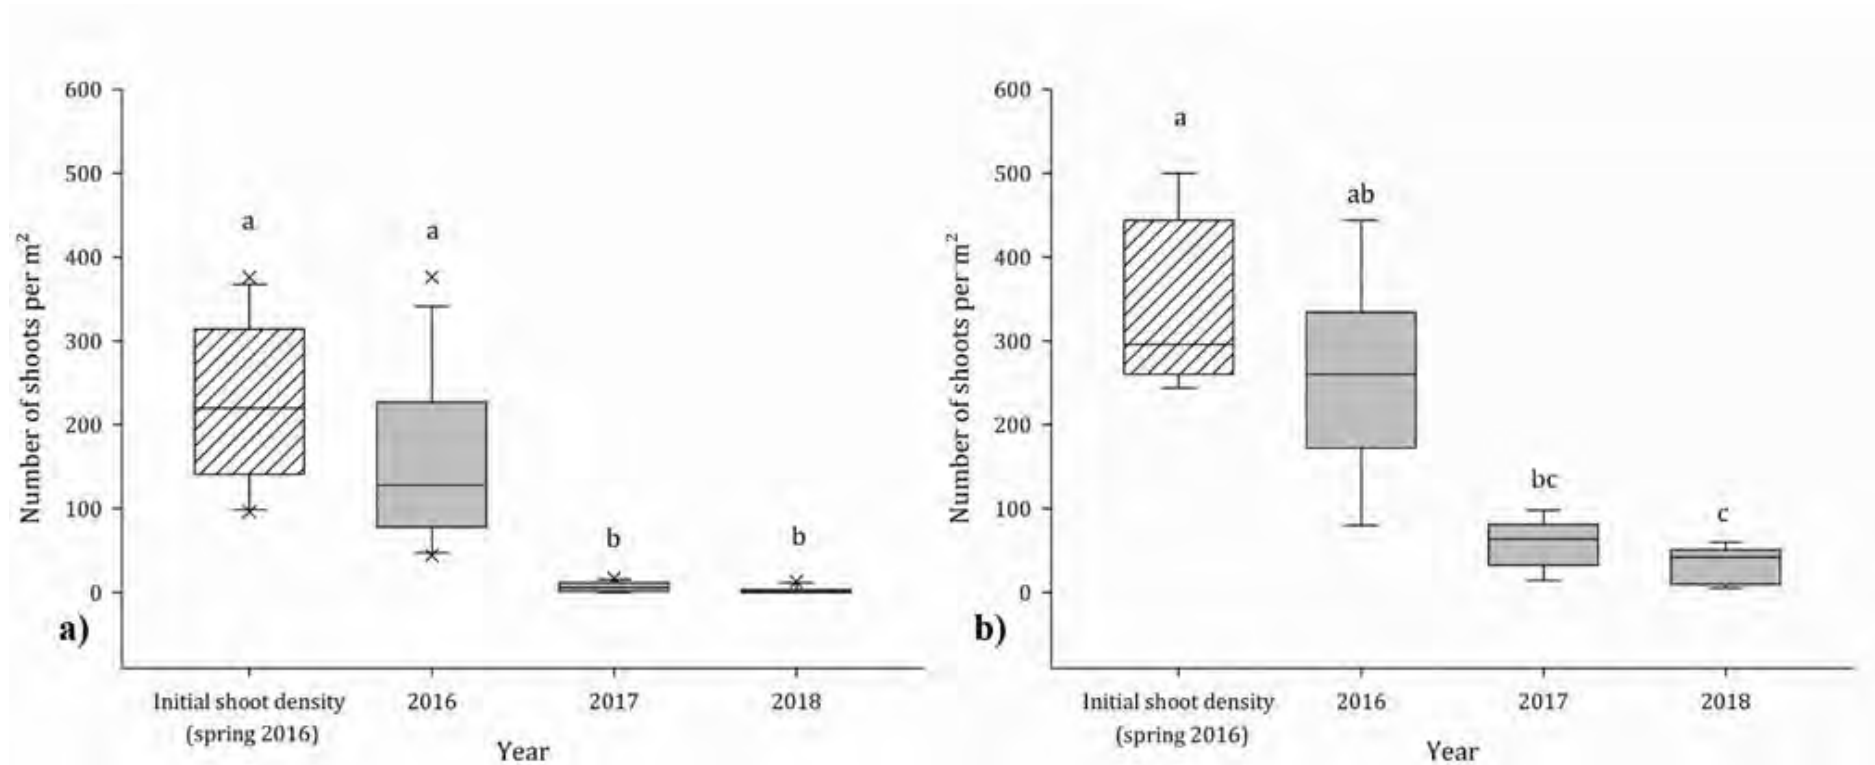 600
500
400
300
200
100
0
Number of shoots per m²
a
a
b
b
a)
Initial shoot density
(spring 2016)
2016
2017
2018
Year
600
500
400
300
200
100
0
Number of shoots per m²
a
ab
bc
c
b)
Initial shoot density
(spring 2016)
2016
2017
2018
Year